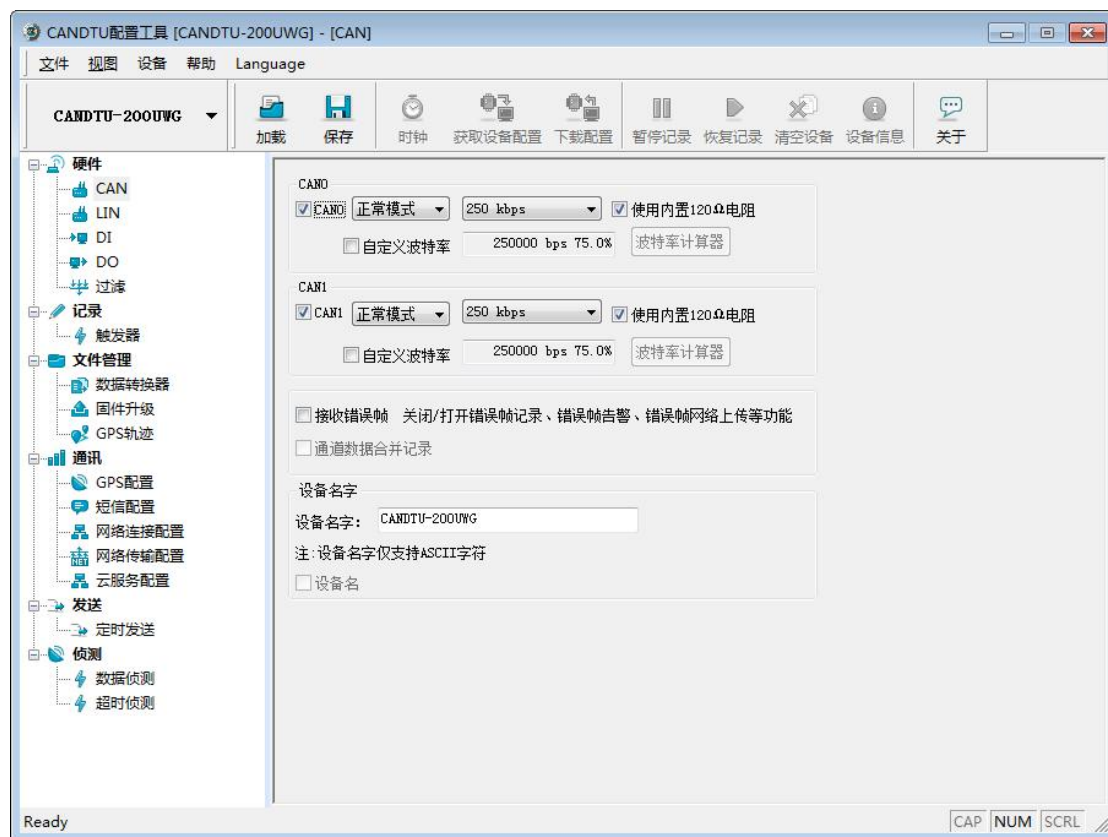 CANDTU配置工具 [CANDTU-200UWG] - [CAN]
文件 视图 设备 帮助 Language
CANDTU-200UWG
加载 保存 时钟 获取设备配置 下载配置 暂停记录 恢复记录 清空设备 设备信息 关于
硬件
CAN
LIN
DI
DO
过滤
记录
触发器
文件管理
数据转换器
固件升级
GPS轨迹
通讯
GPS配置
短信配置
网络连接配置
网络传输配置
云服务配置
发送
定时发送
侦测
数据侦测
超时侦测
CAN0
CAN0 正常模式 250 kbps 使用内置120Ω电阻
自定义波特率 250000 bps 75.0% 波特率计算器
CAN1
CAN1 正常模式 250 kbps 使用内置120Ω电阻
自定义波特率 250000 bps 75.0% 波特率计算器
接收错误帧 关闭/打开错误帧记录、错误帧告警、错误帧网络上传等功能
通道数据合并记录
设备名字
设备名字: CANDTU-200UWG
注:设备名字仅支持ASCII字符
设备名
Ready CAP NUM SCRL